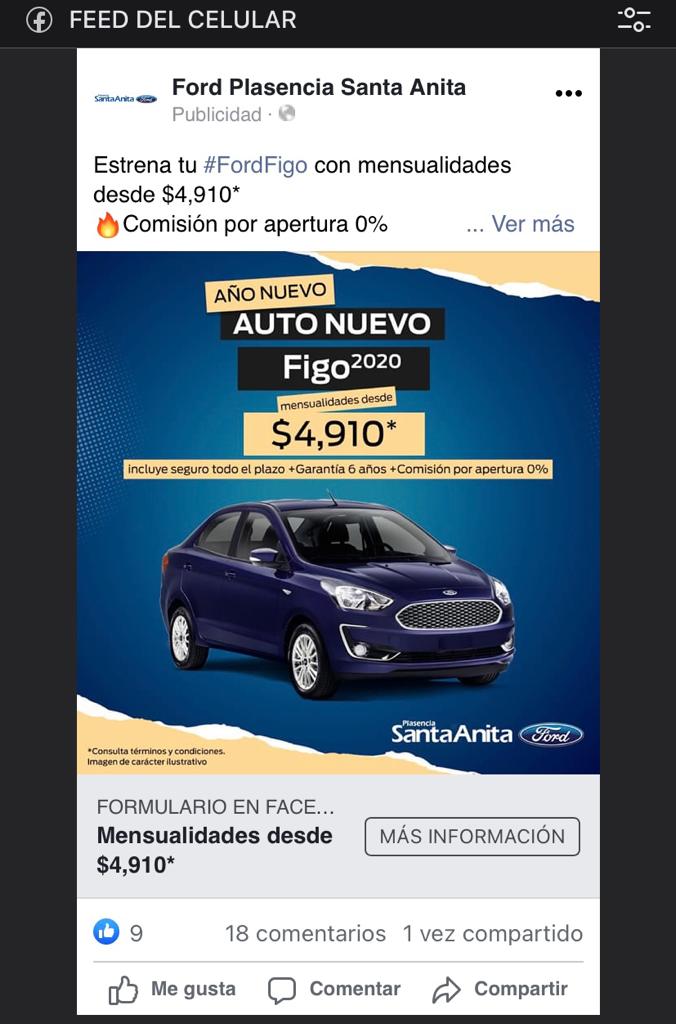 FEED DEL CELULAR
SantaAnita Ford
Ford Plasencia Santa Anita
Publicidad ·
Estrena tu #FordFigo con mensualidades
desde $4,910*
🔥Comisión por apertura 0% ... Ver más
AÑO NUEVO
AUTO NUEVO
Figo2020
mensualidades desde
$4,910*
incluye seguro todo el plazo +Garantía 6 años +Comisión por apertura 0%
Plasencia
SantaAnita Ford
*Consulta términos y condiciones.
Imagen de carácter ilustrativo
FORMULARIO EN FACE...
Mensualidades desde
$4,910*
MÁS INFORMACIÓN
9 18 comentarios 1 vez compartido
Me gusta Comentar Compartir